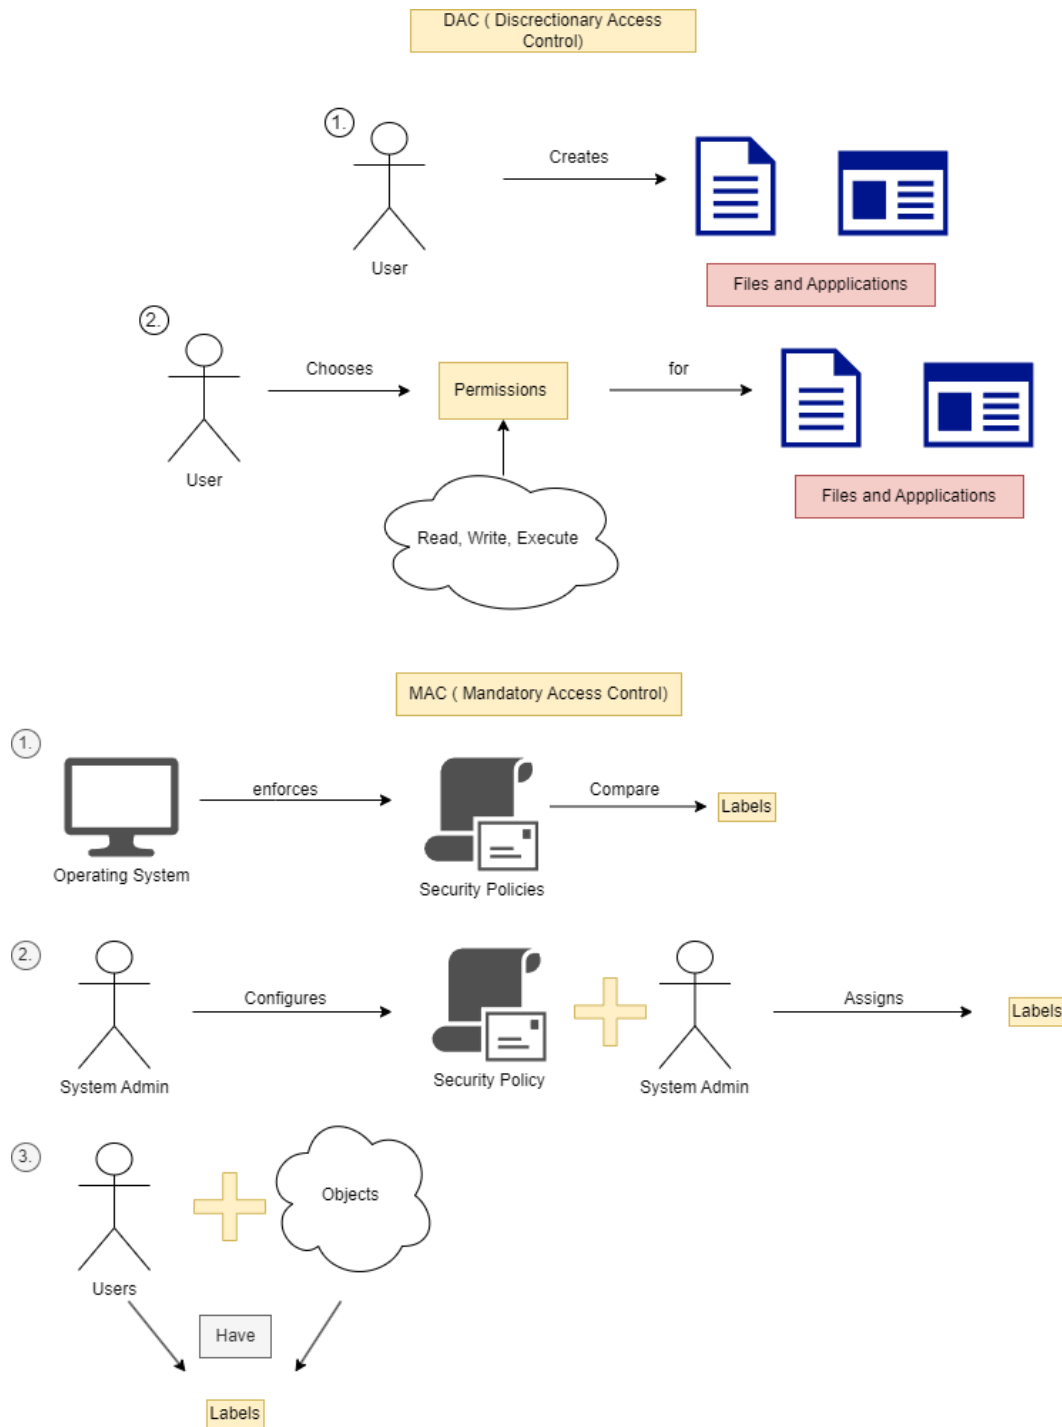 DAC ( Discrectionary Access
Control)
1.
Creates
User
Files and Appplications
2.
Chooses
Permissions
for
User
Read, Write, Execute
Files and Appplications
MAC ( Mandatory Access Control)
1.
enforces
Compare
Labels
Operating System
Security Policies
2.
Configures
Assigns
Labels
System Admin
Security Policy
System Admin
3.
Objects
Users
Have
Labels